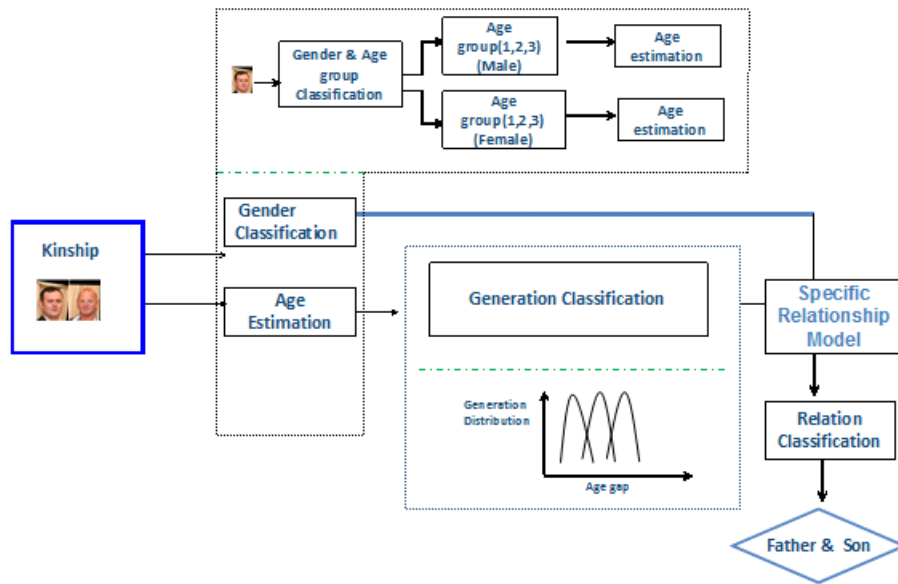 Gender & Age
group
Classification
Age
group(1,2,3)
(Male)
Age
estimation
Age
group(1,2,3)
(Female)
Age
estimation
Kinship
Gender
Classification
Age
Estimation
Generation Classification
Generation
Distribution
Age gap
Specific
Relationship
Model
Relation
Classification
Father & Son